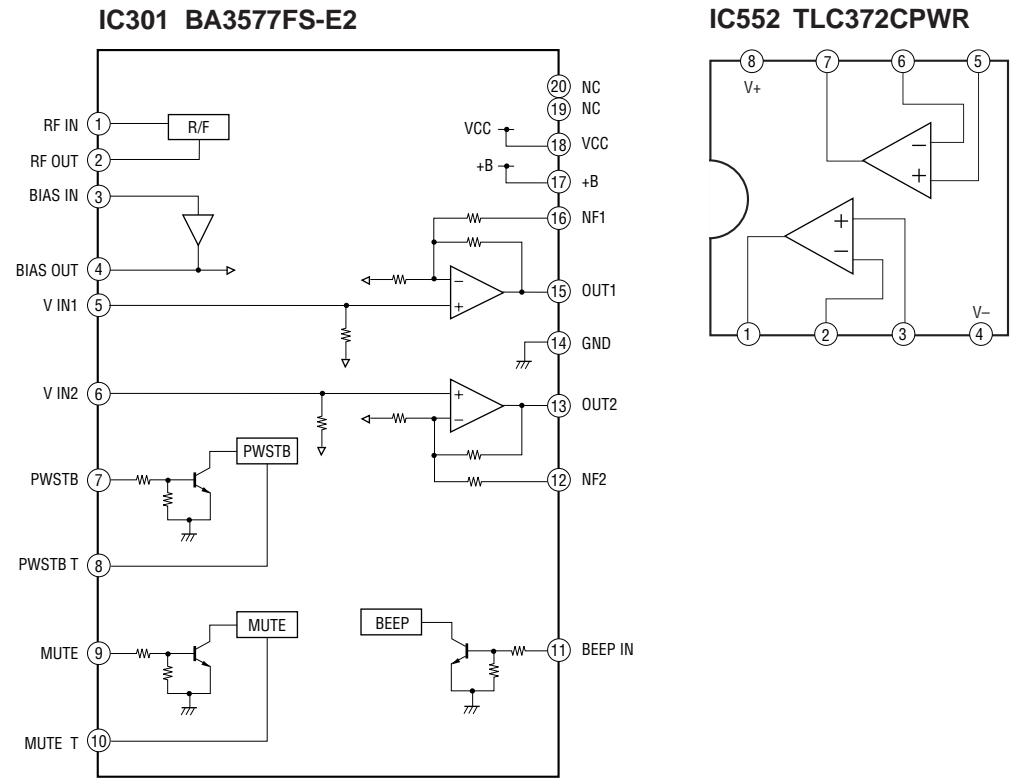 IC301 BA3577FS-E2
RF IN 1
R/F
RF OUT 2
BIAS IN 3
BIAS OUT 4
V IN1 5
V IN2 6
PWSTB 7
PWSTB
PWSTB T 8
MUTE 9
MUTE
MUTE T 10
20 NC
19 NC
VCC 18 VCC
+B 17 +B
16 NF1
− +
15 OUT1
14 GND
+ −
13 OUT2
12 NF2
BEEP
11 BEEP IN
IC552 TLC372CPWR
8 7 6 5
V+
− +
+ −
V−
1 2 3 4